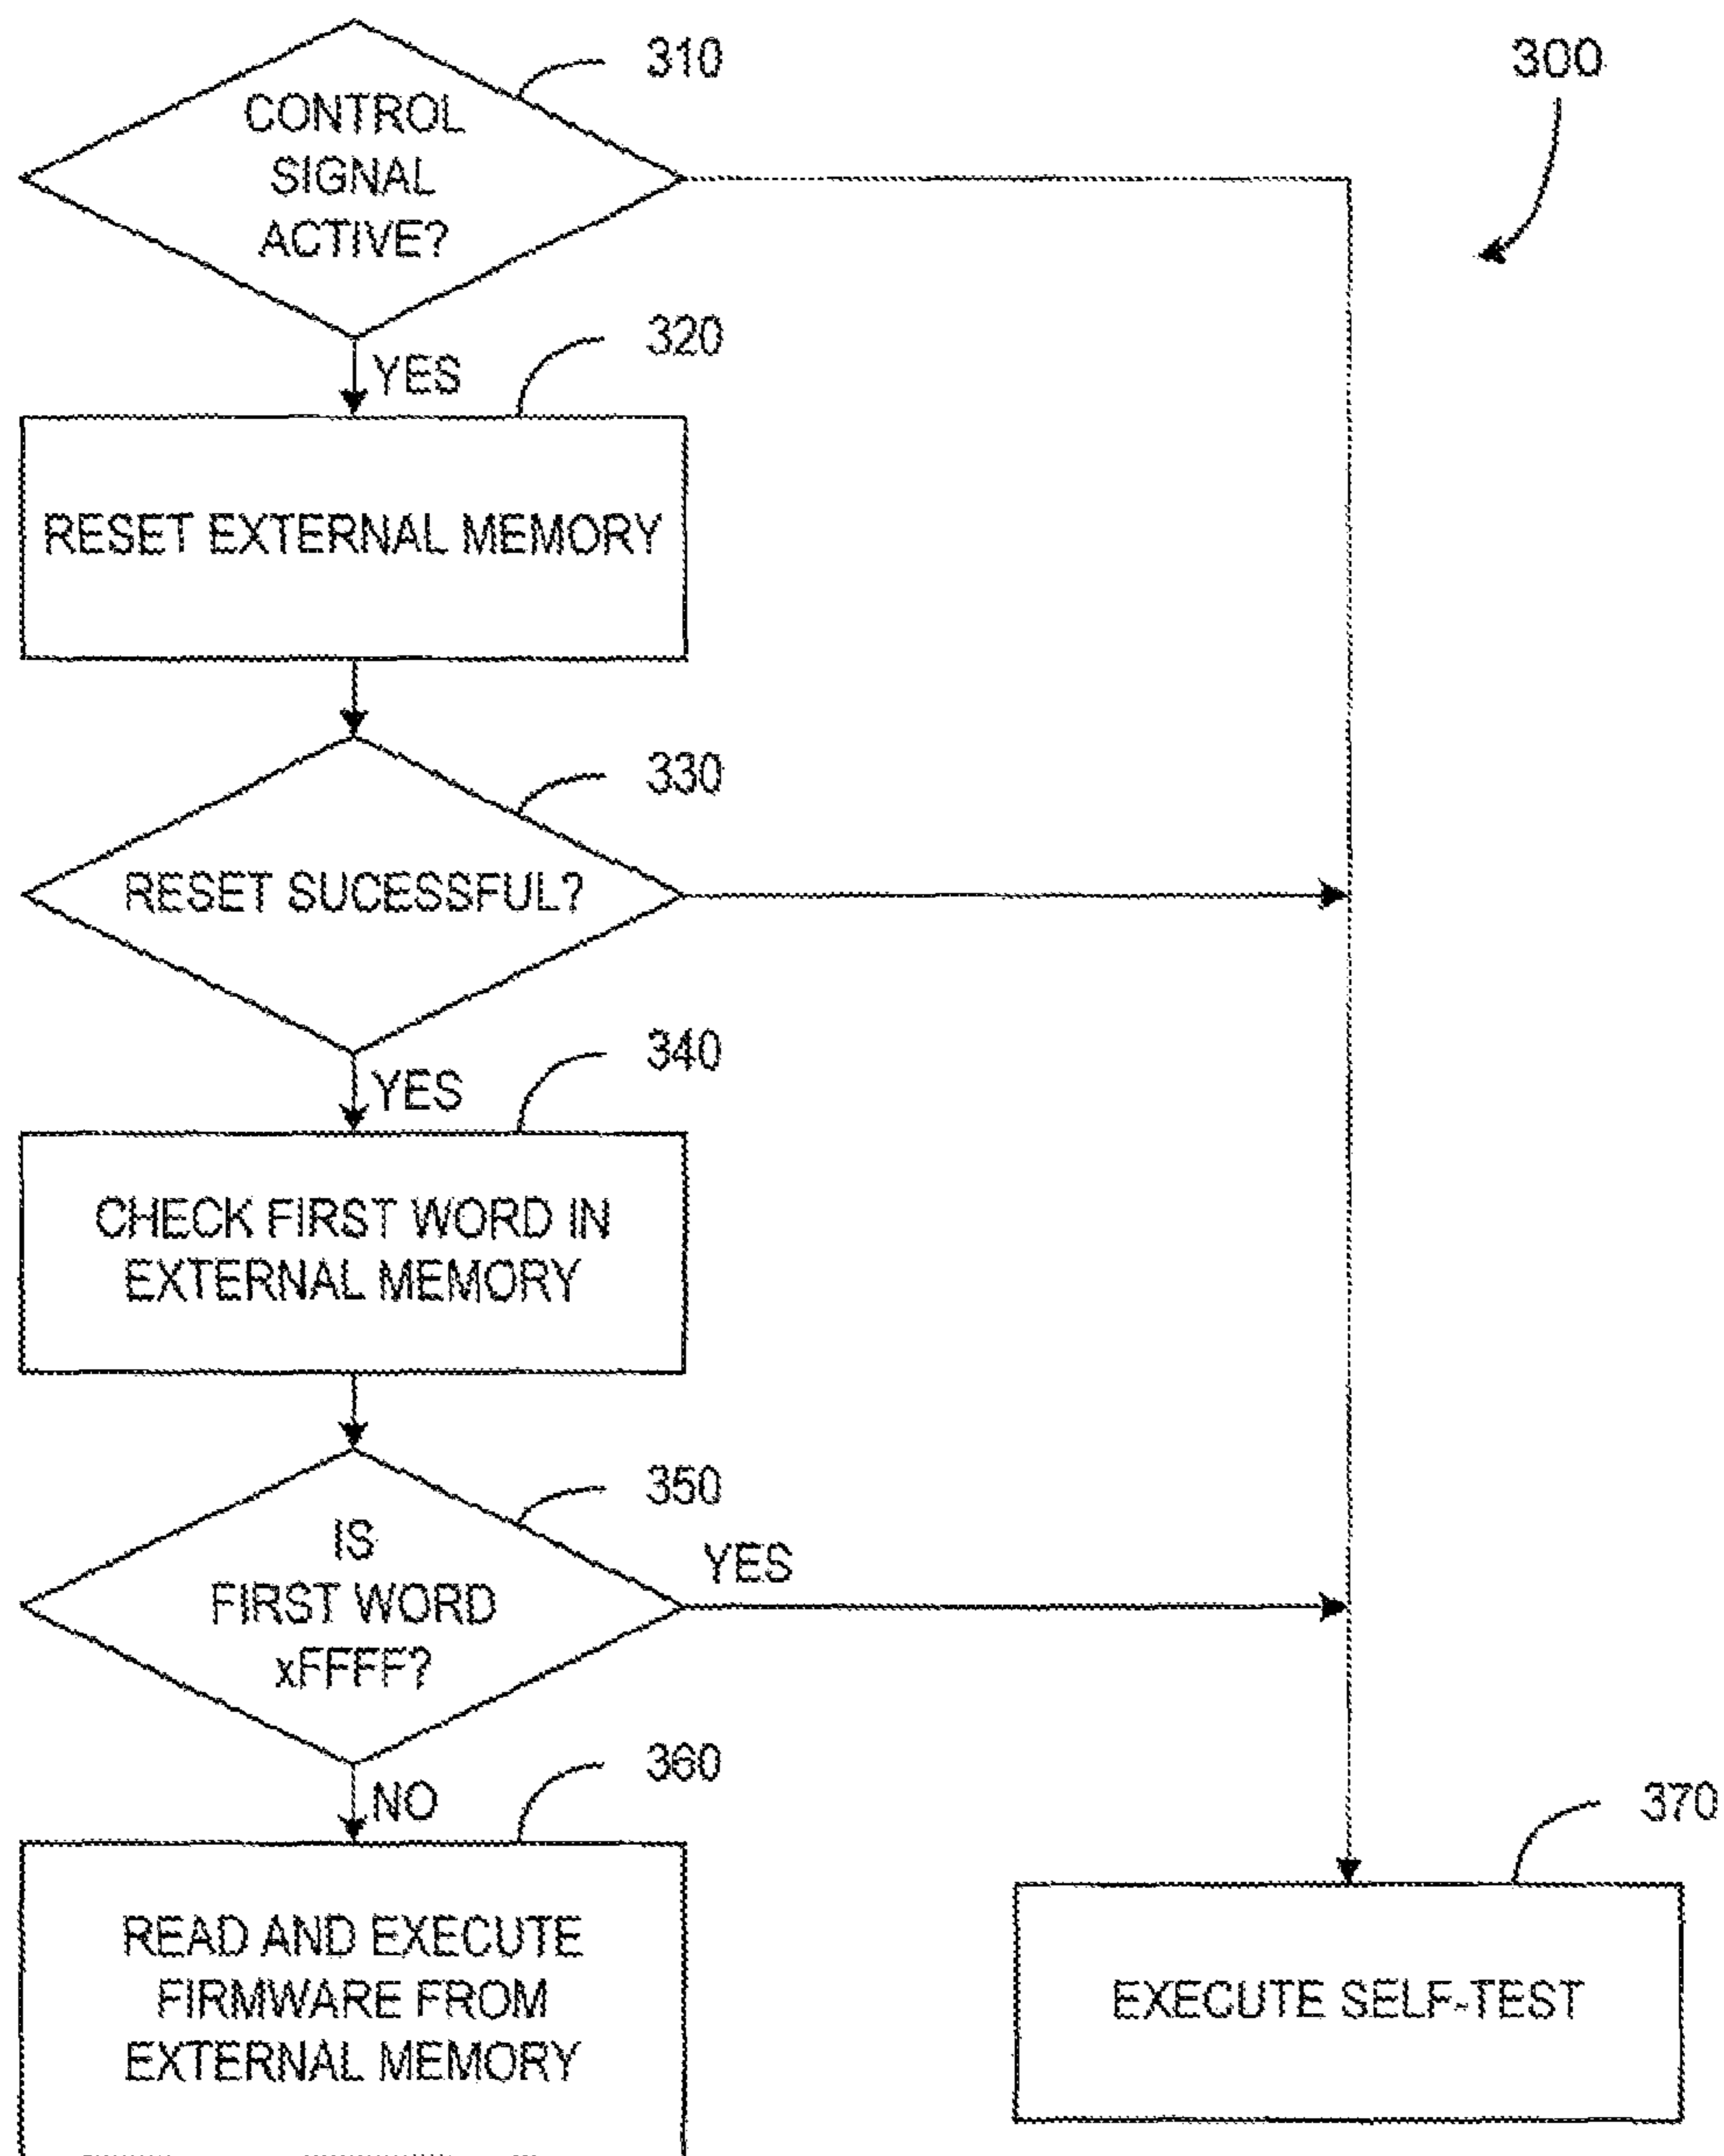 310
300
CONTROL
SIGNAL
ACTIVE?
320
YES
RESET EXTERNAL MEMORY
330
RESET SUCESSFUL?
340
YES
CHECK FIRST WORD IN
EXTERNAL MEMORY
350
IS
FIRST WORD
xFFFF?
YES
360
NO
370
READ AND EXECUTE
FIRMWARE FROM
EXTERNAL MEMORY
EXECUTE SELF-TEST